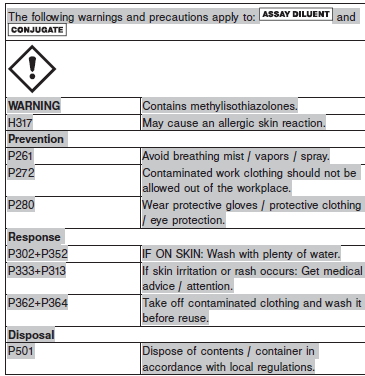 The following warnings and precautions apply to: ASSAY DILUENT and
CONJUGATE
WARNING Contains methylisothiazolones.
H317 May cause an allergic skin reaction.
Prevention
P261 Avoid breathing mist / vapors / spray.
P272 Contaminated work clothing should not be
allowed out of the workplace.
P280 Wear protective gloves / protective clothing
/ eye protection.
Response
P302+P352 IF ON SKIN: Wash with plenty of water.
P333+P313 If skin irritation or rash occurs: Get medical
advice / attention.
P362+P364 Take off contaminated clothing and wash it
before reuse.
Disposal
P501 Dispose of contents / container in
accordance with local regulations.